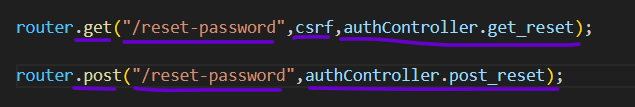 router.get("/reset-password",csrf,authController.get_reset);
router.post("/reset-password",authController.post_reset);